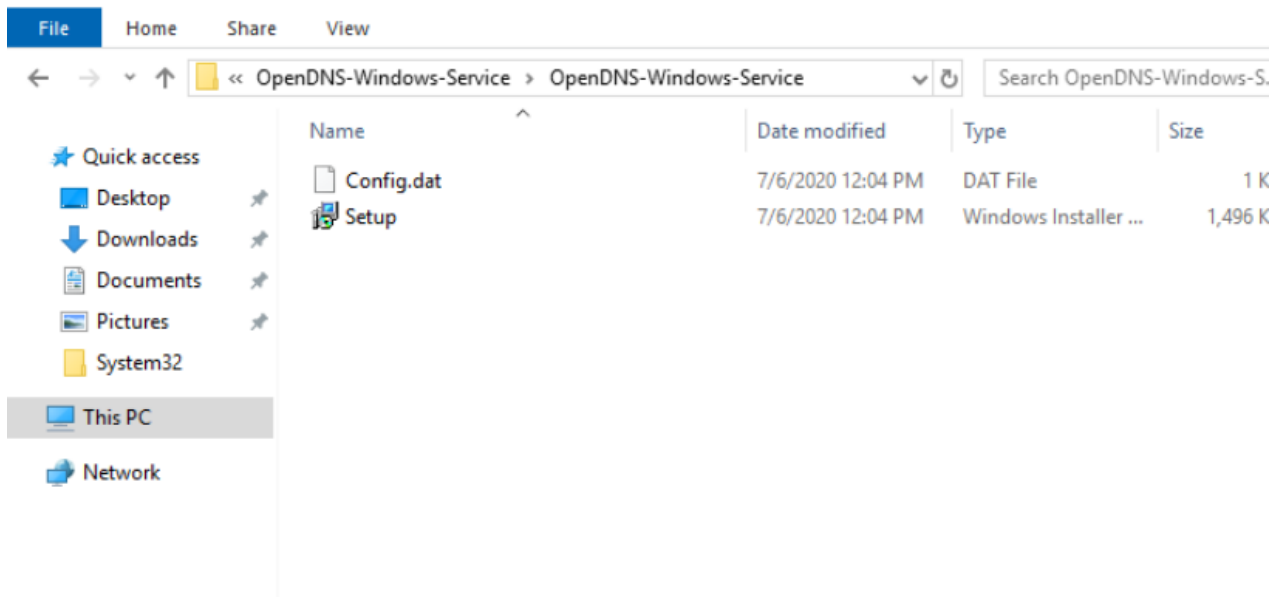 File Home Share View
« OpenDNS-Windows-Service > OpenDNS-Windows-Service Search OpenDNS-Windows-S.
Name Date modified Type Size
Quick access
Desktop
Downloads
Documents
Pictures
System32
This PC
Network
Config.dat 7/6/2020 12:04 PM DAT File 1 K
Setup 7/6/2020 12:04 PM Windows Installer ... 1,496 K